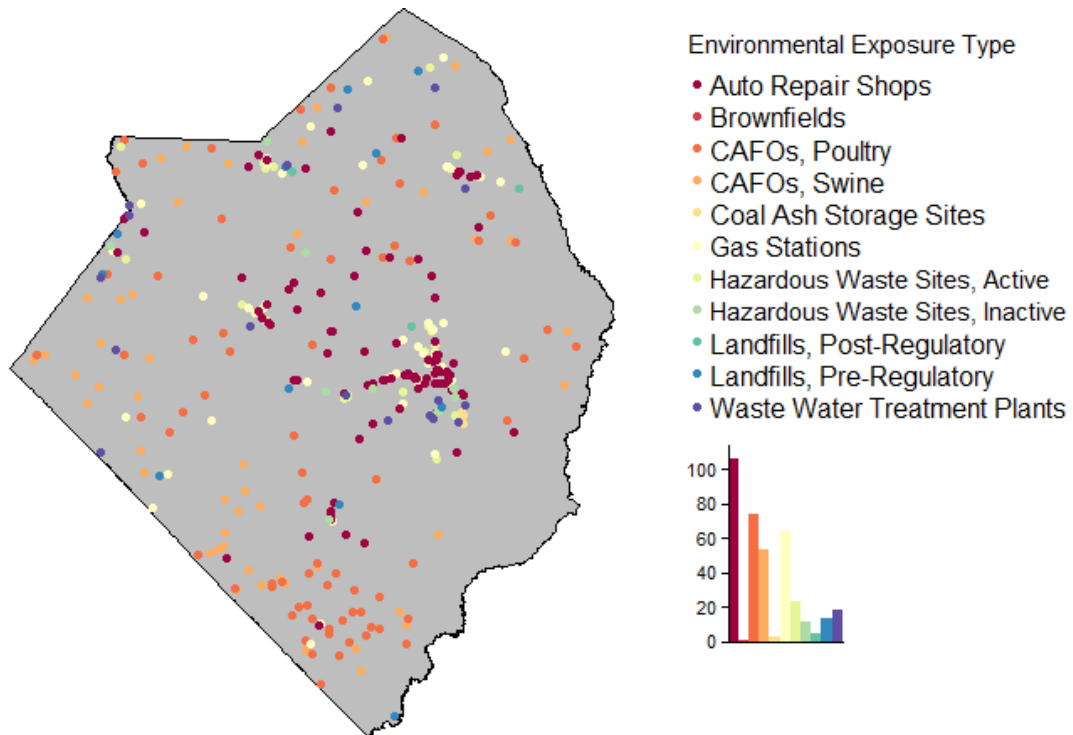 Environmental Exposure Type
Auto Repair Shops
Brownfields
CAFOs, Poultry
CAFOs, Swine
Coal Ash Storage Sites
Gas Stations
Hazardous Waste Sites, Active
Hazardous Waste Sites, Inactive
Landfills, Post-Regulatory
Landfills, Pre-Regulatory
Waste Water Treatment Plants
100
80
60
40
20
0